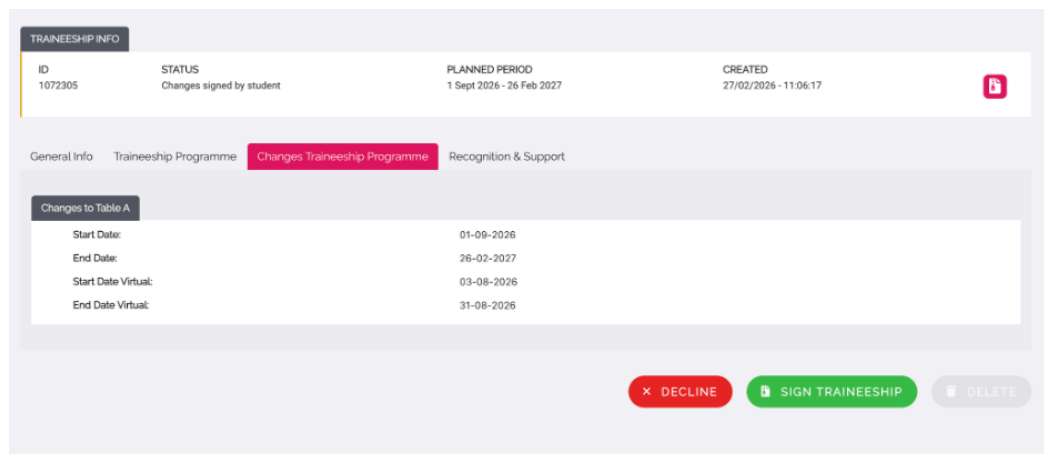 TRAINEESHIP INFO
ID STATUS PLANNED PERIOD CREATED
1072305 Changes signed by student 1 Sept 2026 - 26 Feb 2027 27/02/2026 - 11:06:17
General Info Traineeship Programme Changes Traineeship Programme Recognition & Support
Changes to Table A
Start Date: 01-09-2026
End Date: 26-02-2027
Start Date Virtual: 03-08-2026
End Date Virtual: 31-08-2026
DECLINE SIGN TRAINEESHIP DELETE